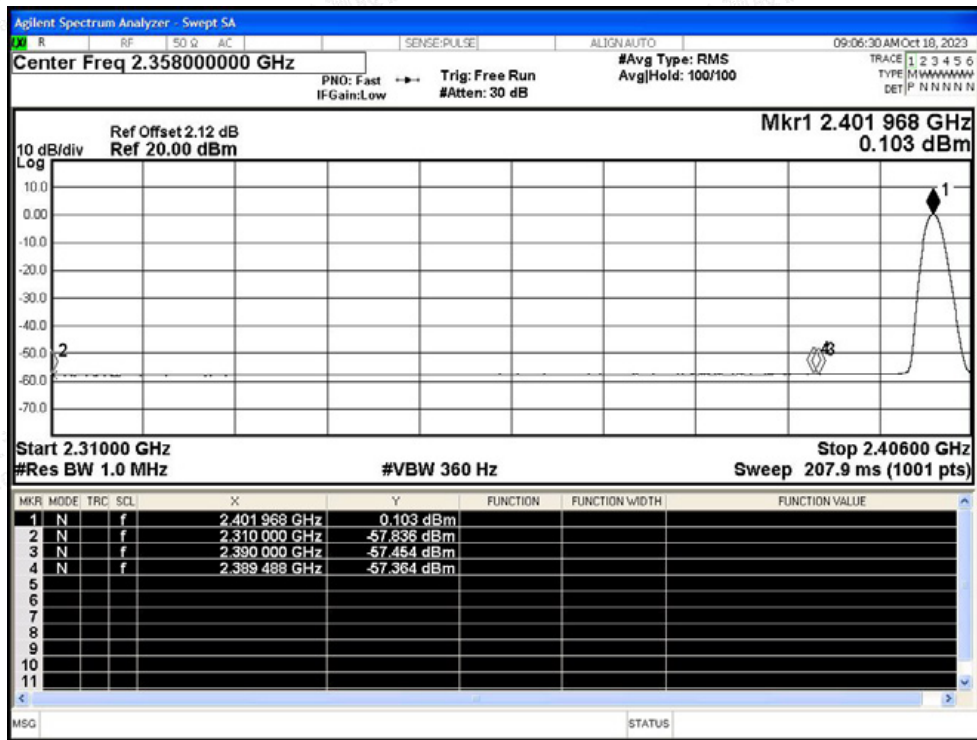 Agilent Spectrum Analyzer - Swept SA
LXI R RF 50 Ω AC SENSE:PULSE ALIGN AUTO 09:06:30 AM Oct 18, 2023
Center Freq 2.358000000 GHz #Avg Type: RMS TRACE 1 2 3 4 5 6
PNO: Fast Trig: Free Run Avg|Hold: 100/100 TYPE M WWWWW
IFGain:Low #Atten: 30 dB DET P N N N N N
Mkr1 2.401 968 GHz
Ref Offset 2.12 dB 0.103 dBm
10 dB/div Ref 20.00 dBm
Log
10.0
1
0.00
-10.0
-20.0
-30.0
-40.0
-50.0 2 4 3
-60.0
-70.0
Start 2.31000 GHz Stop 2.40600 GHz
#Res BW 1.0 MHz #VBW 360 Hz Sweep 207.9 ms (1001 pts)
MKR MODE TRC SCL X Y FUNCTION FUNCTION WIDTH FUNCTION VALUE
1 N f 2.401 968 GHz 0.103 dBm
2 N f 2.310 000 GHz -57.836 dBm
3 N f 2.390 000 GHz -57.454 dBm
4 N f 2.389 488 GHz -57.364 dBm
5
6
7
8
9
10
11
MSG STATUS